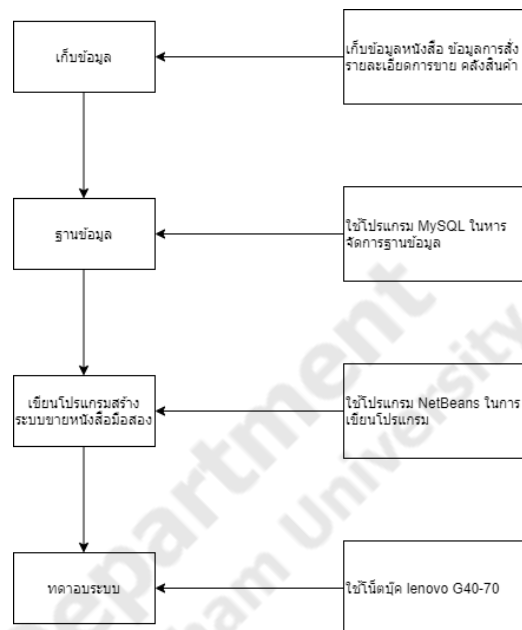 เก็บข้อมูล
เก็บข้อมูลหนังสือ ข้อมูลการสั่ง
รายละเอียดการขาย คลังสินค้า
ฐานข้อมูล
ใช้โปรแกรม MySQL ในหาร
จัดการฐานข้อมูล
เขียนโปรแกรมสร้าง
ระบบขายหนังสือมือสอง
ใช้โปรแกรม NetBeans ในการ
เขียนโปรแกรม
ทดาอบระบบ
ใช้โน็ตบุ๊ค lenovo G40-70
epartment
ham University